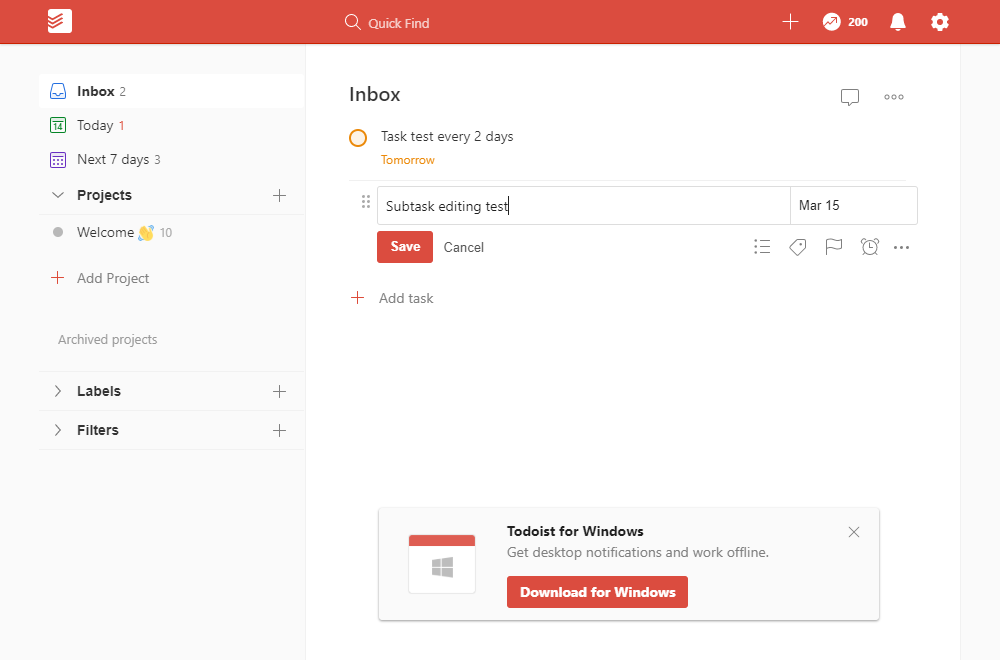 Quick Find
200
Inbox 2
14 Today 1
Next 7 days 3
Projects
Welcome 👋 10
Add Project
Archived projects
Labels
Filters
Inbox
Task test every 2 days
Tomorrow
Subtask editing test
Mar 15
Save Cancel
Add task
Todoist for Windows
Get desktop notifications and work offline.
Download for Windows